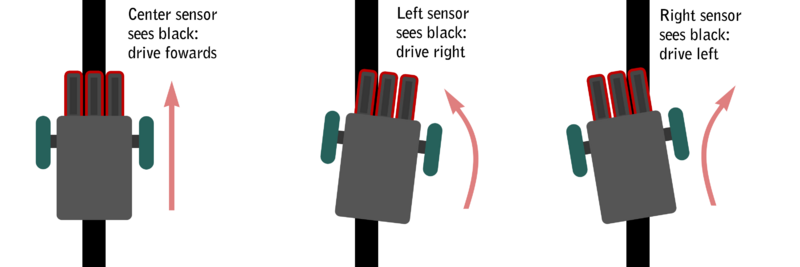 Center sensor
sees black:
drive fowards
Left sensor
sees black:
drive right
Right sensor
sees black:
drive left